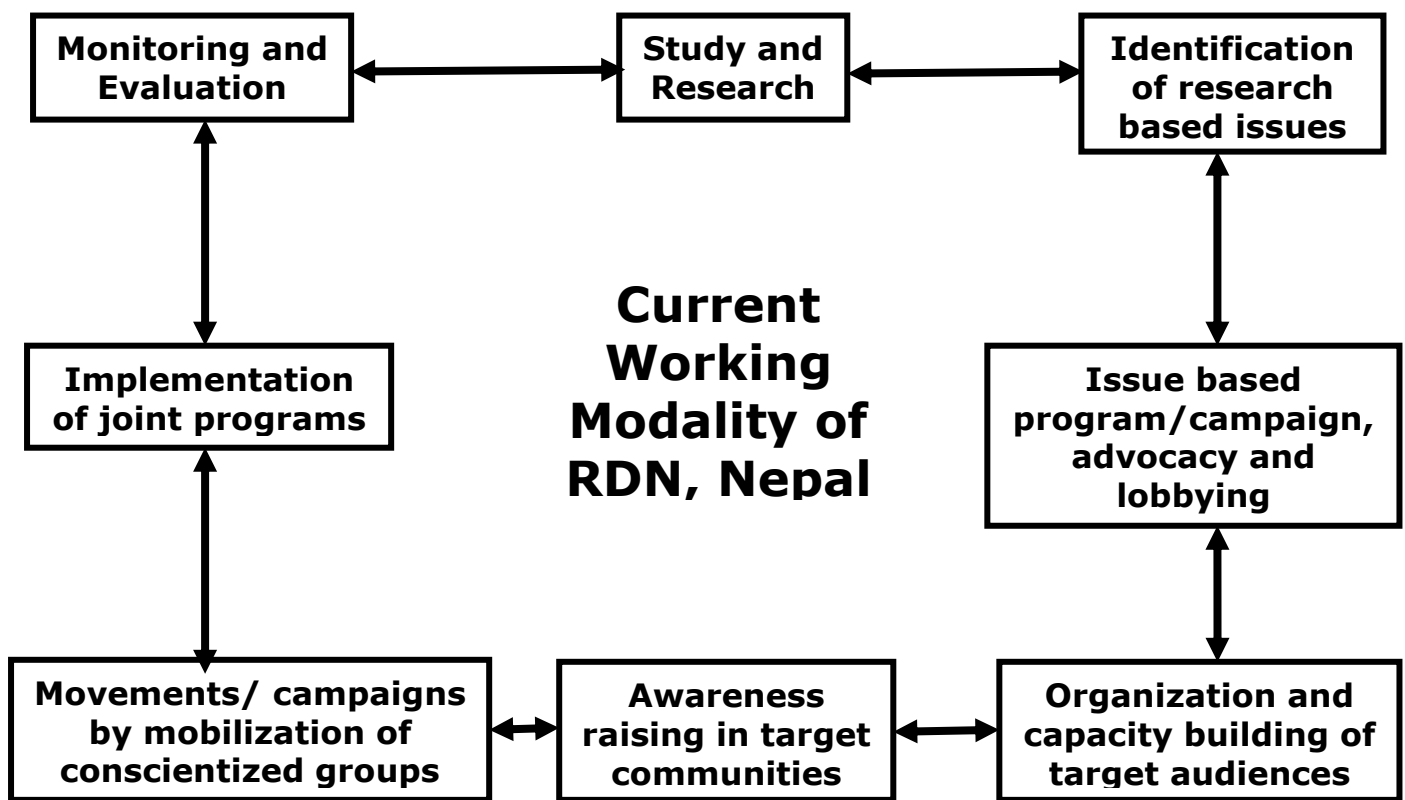 Monitoring and
Evaluation
Study and
Research
Identification
of research
based issues
Current
Working
Modality of
RDN, Nepal
Implementation
of joint programs
Issue based
program/campaign,
advocacy and
lobbying
Movements/ campaigns
by mobilization of
conscientized groups
Awareness
raising in target
communities
Organization and
capacity building of
target audiences